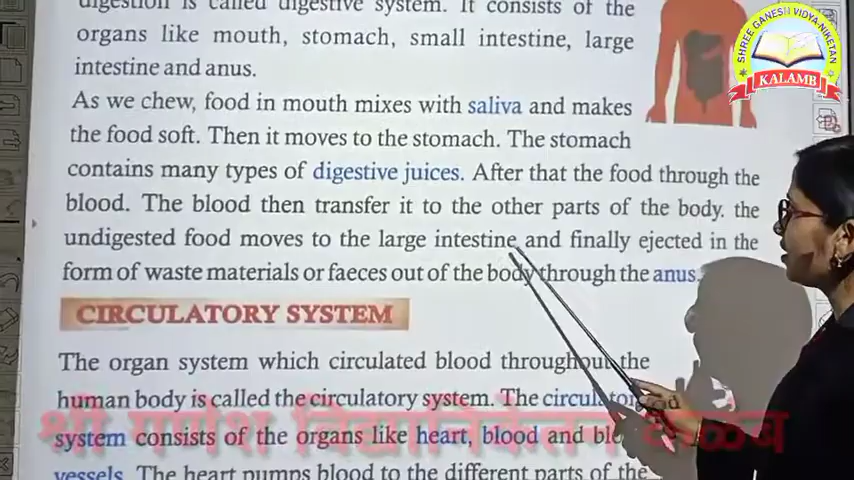 digestion is called digestive system. It consists of the
organs like mouth, stomach, small intestine, large
intestine and anus.
As we chew, food in mouth mixes with saliva and makes
the food soft. Then it moves to the stomach. The stomach
contains many types of digestive juices. After that the food through the
blood. The blood then transfer it to the other parts of the body. the
undigested food moves to the large intestine and finally ejected in the
form of waste materials or faeces out of the body through the anus.
CIRCULATORY SYSTEM
The organ system which circulated blood throughout the
human body is called the circulatory system. The
system consists of the organs like heart, blood and
vessels. The heart pumps blood to the different parts of the
SHREE GANESH VIDYA-NIKETAN
KALAMB
श्री गणेश विद्यानिकेतन कळंब